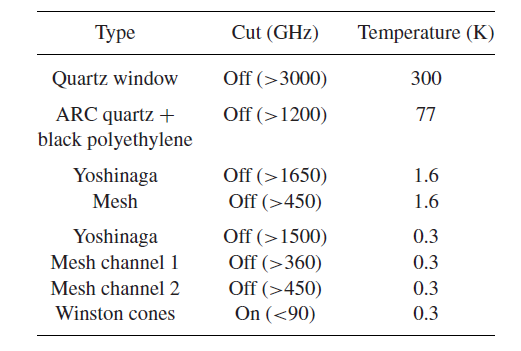 Type Cut (GHz) Temperature (K)
Quartz window Off (>3000) 300
ARC quartz + Off (>1200) 77
black polyethylene
Yoshinaga Off (>1650) 1.6
Mesh Off (>450) 1.6
Yoshinaga Off (>1500) 0.3
Mesh channel 1 Off (>360) 0.3
Mesh channel 2 Off (>450) 0.3
Winston cones On (<90) 0.3